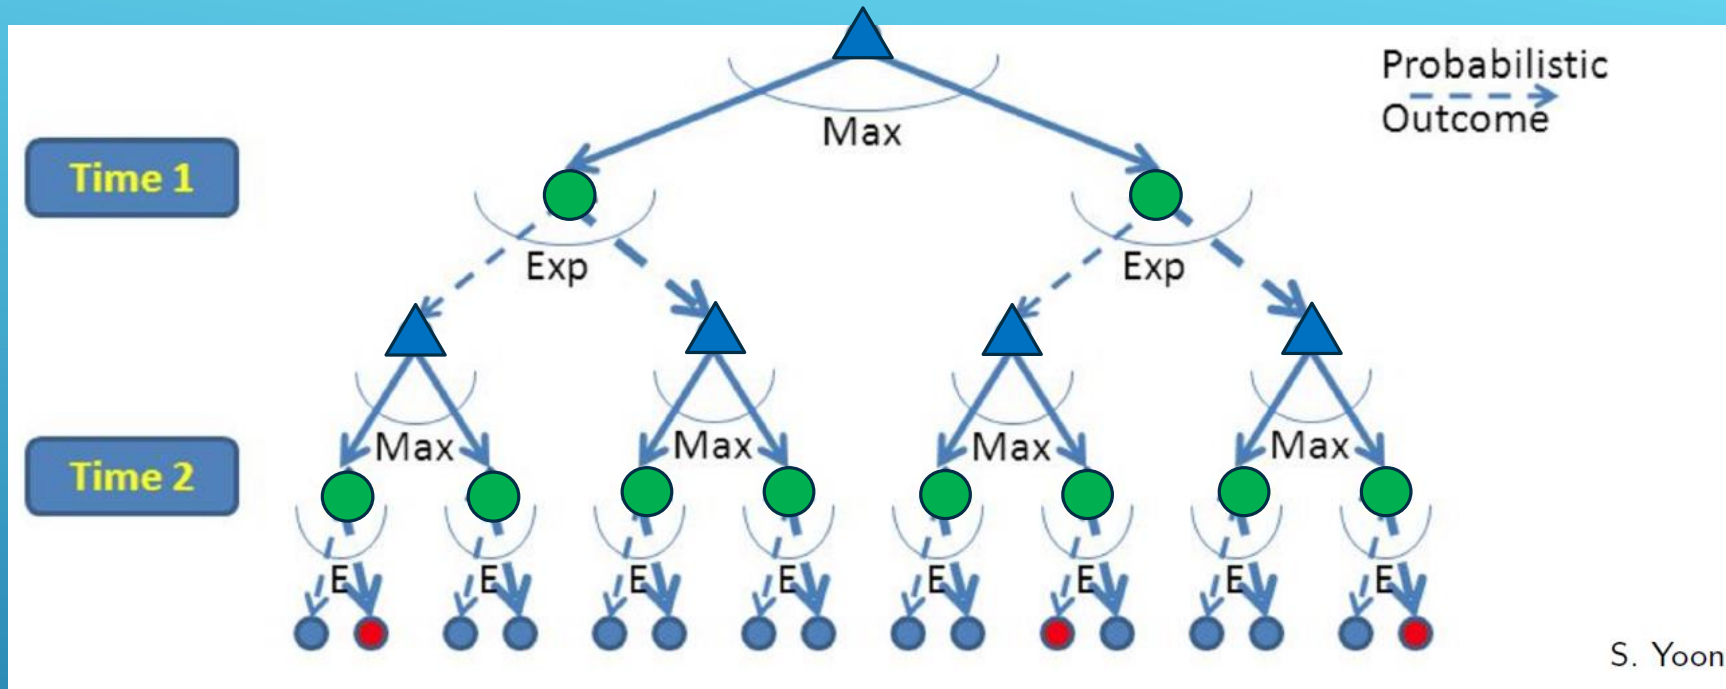 Probabilistic
Outcome
Max
Time 1
Exp
Exp
Max
Max
Max
Max
Time 2
E
E
E
E
E
E
E
E
S. Yoon